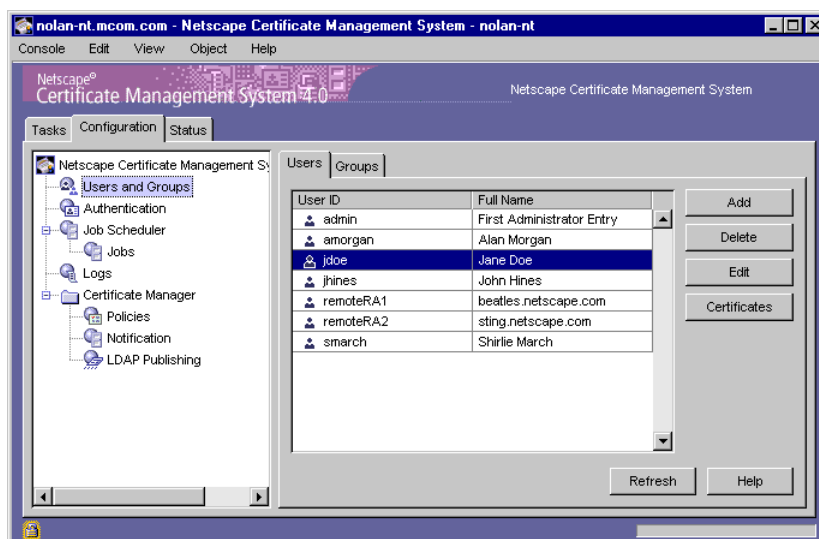 nolan-nt.mcom.com - Netscape Certificate Management System - nolan-nt
Console Edit View Object Help
Netscape®
Certificate Management System 4.0
Netscape Certificate Management System
Tasks Configuration Status
Netscape Certificate Management Sy
Users and Groups
Authentication
Job Scheduler
Jobs
Logs
Certificate Manager
Policies
Notification
LDAP Publishing
Users Groups
User ID Full Name
admin First Administrator Entry
amorgan Alan Morgan
jdoe Jane Doe
jhines John Hines
remoteRA1 beatles.netscape.com
remoteRA2 sting.netscape.com
smarch Shirlie March
Add
Delete
Edit
Certificates
Refresh Help